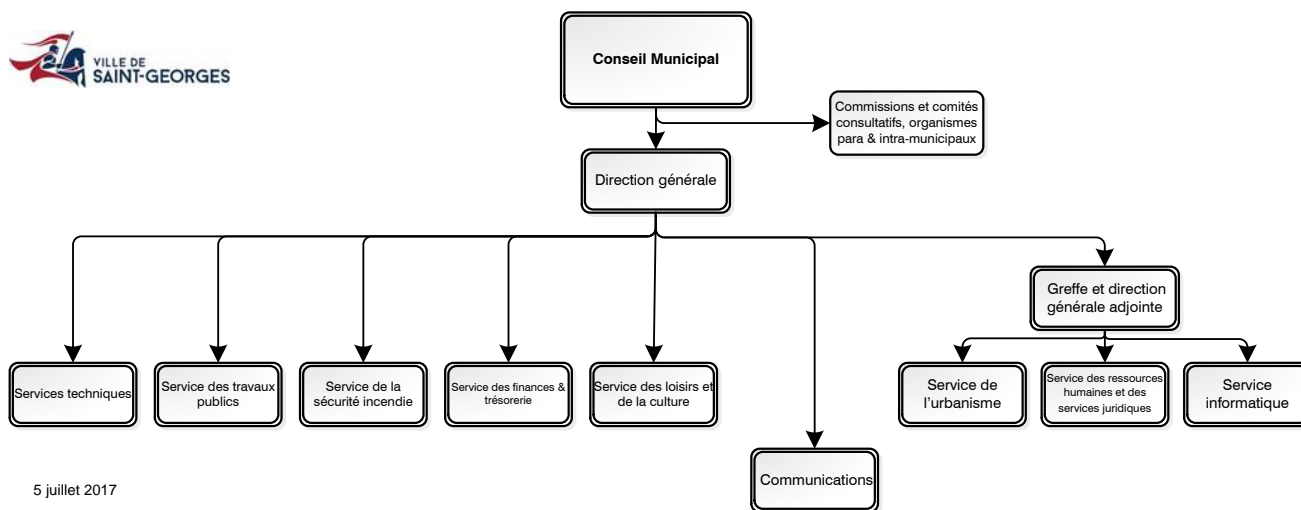 VILLE DE
SAINT-GEORGES
Conseil Municipal
Commissions et comités
consultatifs, organismes
para & intra-municipaux
Direction générale
Greffe et direction
générale adjointe
Services techniques
Service des travaux
publics
Service de la
sécurité incendie
Service des finances &
trésorerie
Service des loisirs et
de la culture
Service de
l’urbanisme
Service des ressources
humaines et des
services juridiques
Service
informatique
Communications
5 juillet 2017